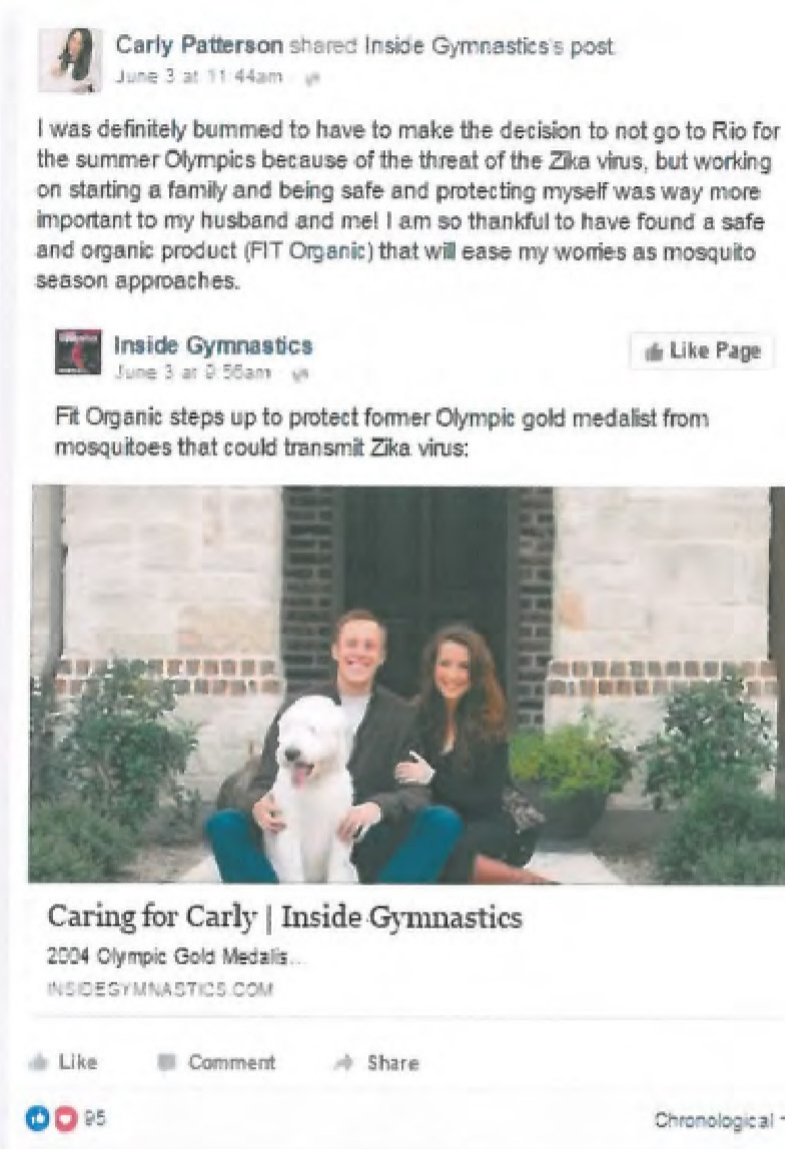 Carly Patterson shared Inside Gymnastics's post
June 3 at 11:44am
I was definitely bummed to have to make the decision to not go to Rio for
the summer Olympics because of the threat of the Zika virus, but working
on starting a family and being safe and protecting myself was way more
important to my husband and me! I am so thankful to have found a safe
and organic product (FIT Organic) that will ease my worries as mosquito
season approaches.
Inside Gymnastics
June 3 at 9:56am
Like Page
Fit Organic steps up to protect former Olympic gold medalist from
mosquitoes that could transmit Zika virus:
Caring for Carly | Inside Gymnastics
2004 Olympic Gold Medalis...
INSIDEGYMNASTICS.COM
Like Comment Share
95
Chronological